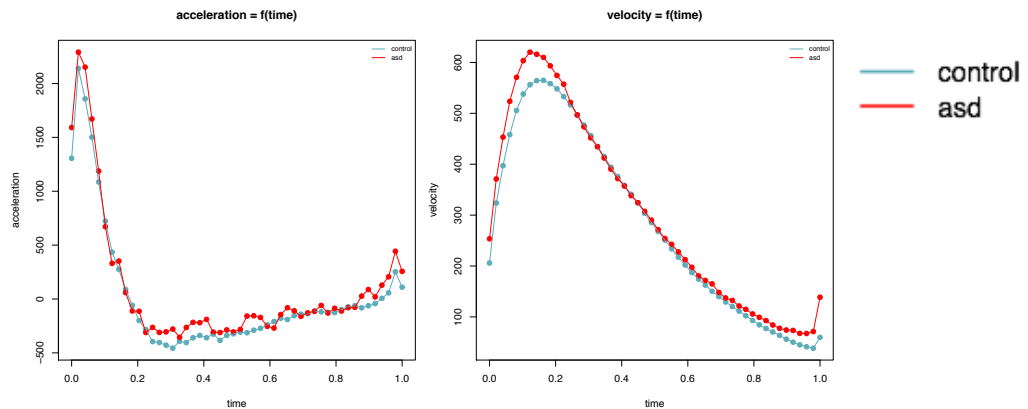 acceleration = f(time)
control
asd
acceleration
2000
1500
1000
500
0
−500
0.0 0.2 0.4 0.6 0.8 1.0
time
velocity = f(time)
control
asd
velocity
600
500
400
300
200
100
0.0 0.2 0.4 0.6 0.8 1.0
time
control
asd